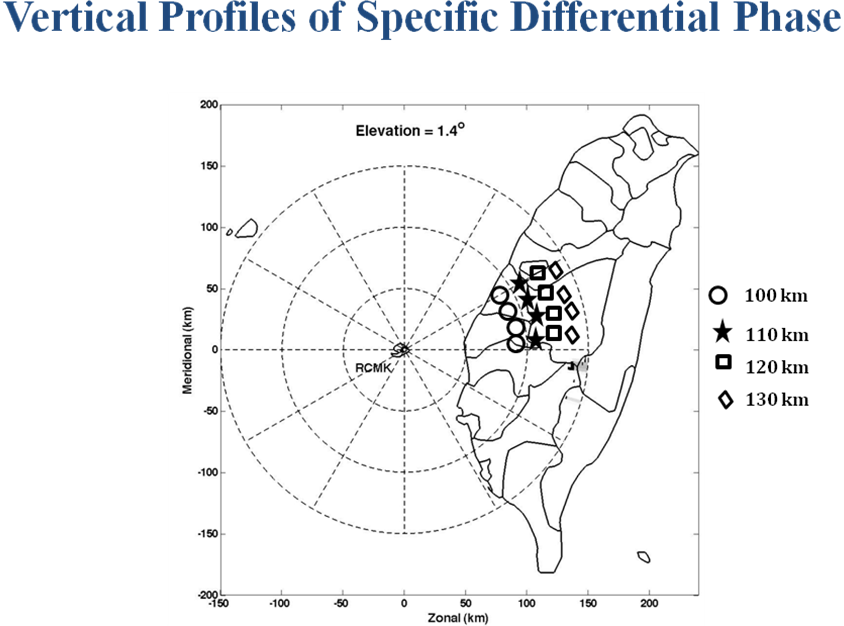 Vertical Profiles of Specific Differential Phase
200
Elevation = 1.4°
150
100
50
0
-50
-100
-150
-200
Meridional (km)
RCMK
100 km
110 km
120 km
130 km
-150
-100
-50
0
50
100
150
200
Zonal (km)